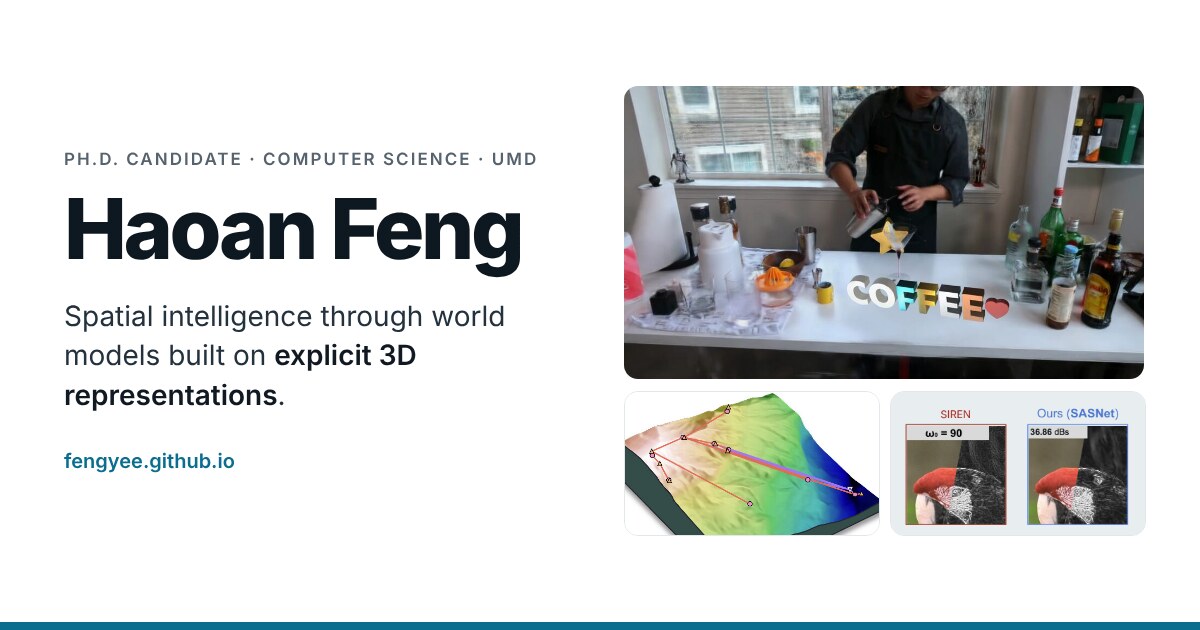 PH.D. CANDIDATE · COMPUTER SCIENCE · UMD
Haoan Feng
Spatial intelligence through world
models built on explicit 3D
representations.
fengyee.github.io
COFFEE
SIREN
ω₀ = 90
Ours (SASNet)
36.86 dBs